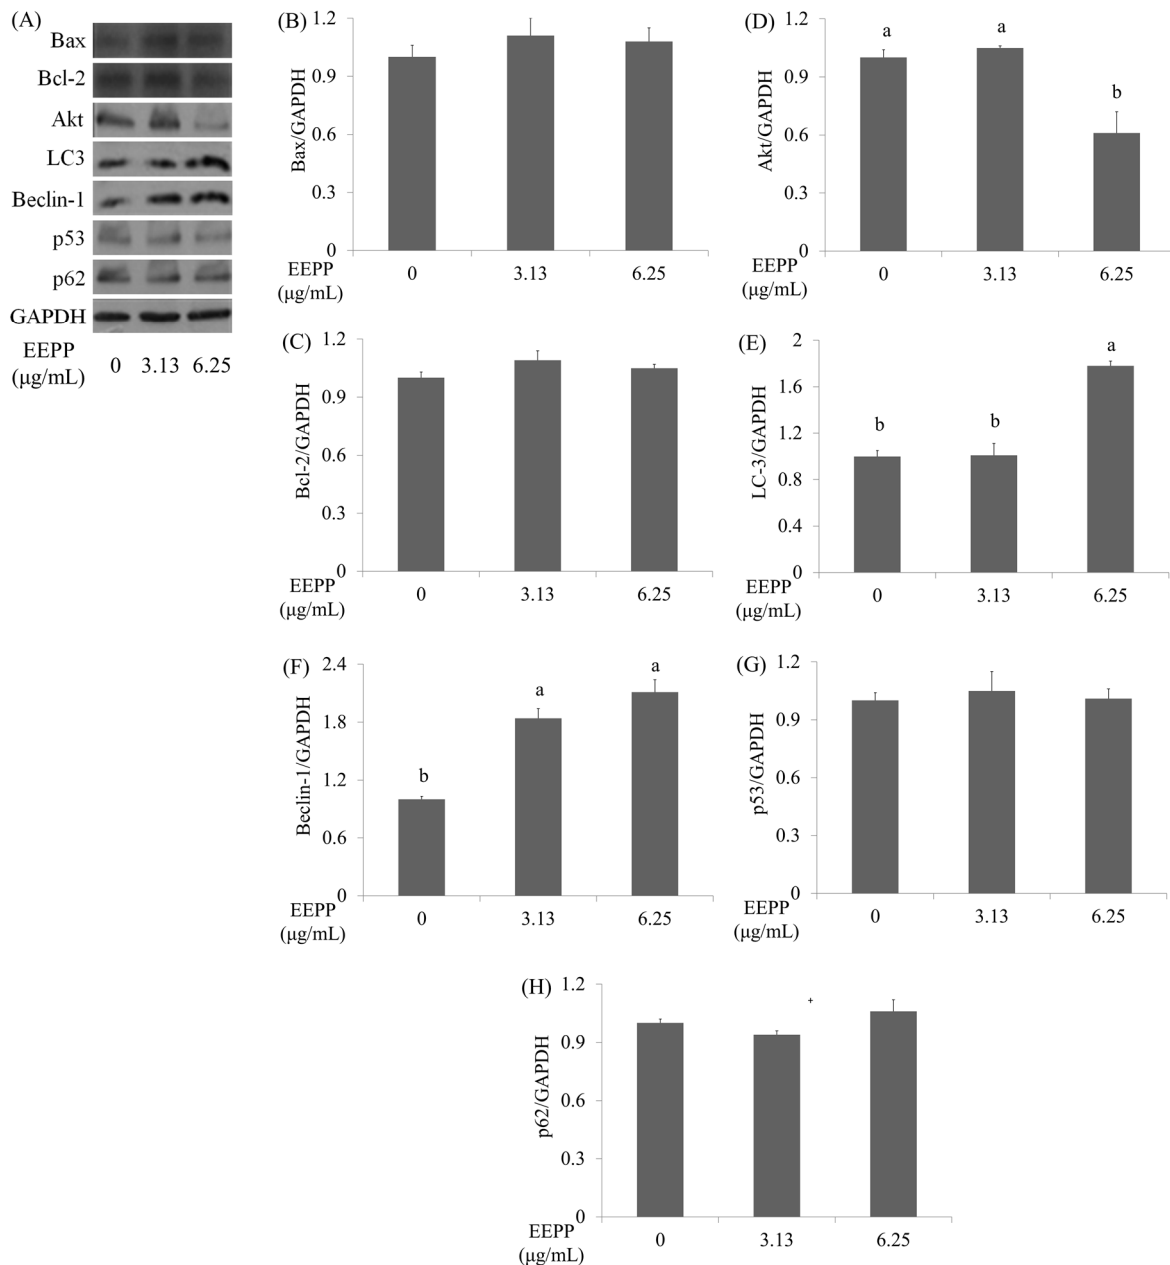 (A)
Bax
Bcl-2
Akt
LC3
Beclin-1
p53
p62
GAPDH
EEPP
(μg/mL)
0 3.13 6.25
(B)
Bax/GAPDH
1.2
0.9
0.6
0.3
0
EEPP
(μg/mL)
0 3.13 6.25
(D)
Akt/GAPDH
1.2
0.9
0.6
0.3
0
a a b
EEPP
(μg/mL)
0 3.13 6.25
(C)
Bcl-2/GAPDH
1.2
0.9
0.6
0.3
0
EEPP
(μg/mL)
0 3.13 6.25
(E)
LC-3/GAPDH
2
1.6
1.2
0.8
0.4
0
b b a
EEPP
(μg/mL)
0 3.13 6.25
(F)
Beclin-1/GAPDH
2.4
1.8
1.2
0.6
0
b a a
EEPP
(μg/mL)
0 3.13 6.25
(G)
p53/GAPDH
1.2
0.9
0.6
0.3
0
EEPP
(μg/mL)
0 3.13 6.25
(H)
p62/GAPDH
1.2
0.9
0.6
0.3
0
+
EEPP
(μg/mL)
0 3.13 6.25